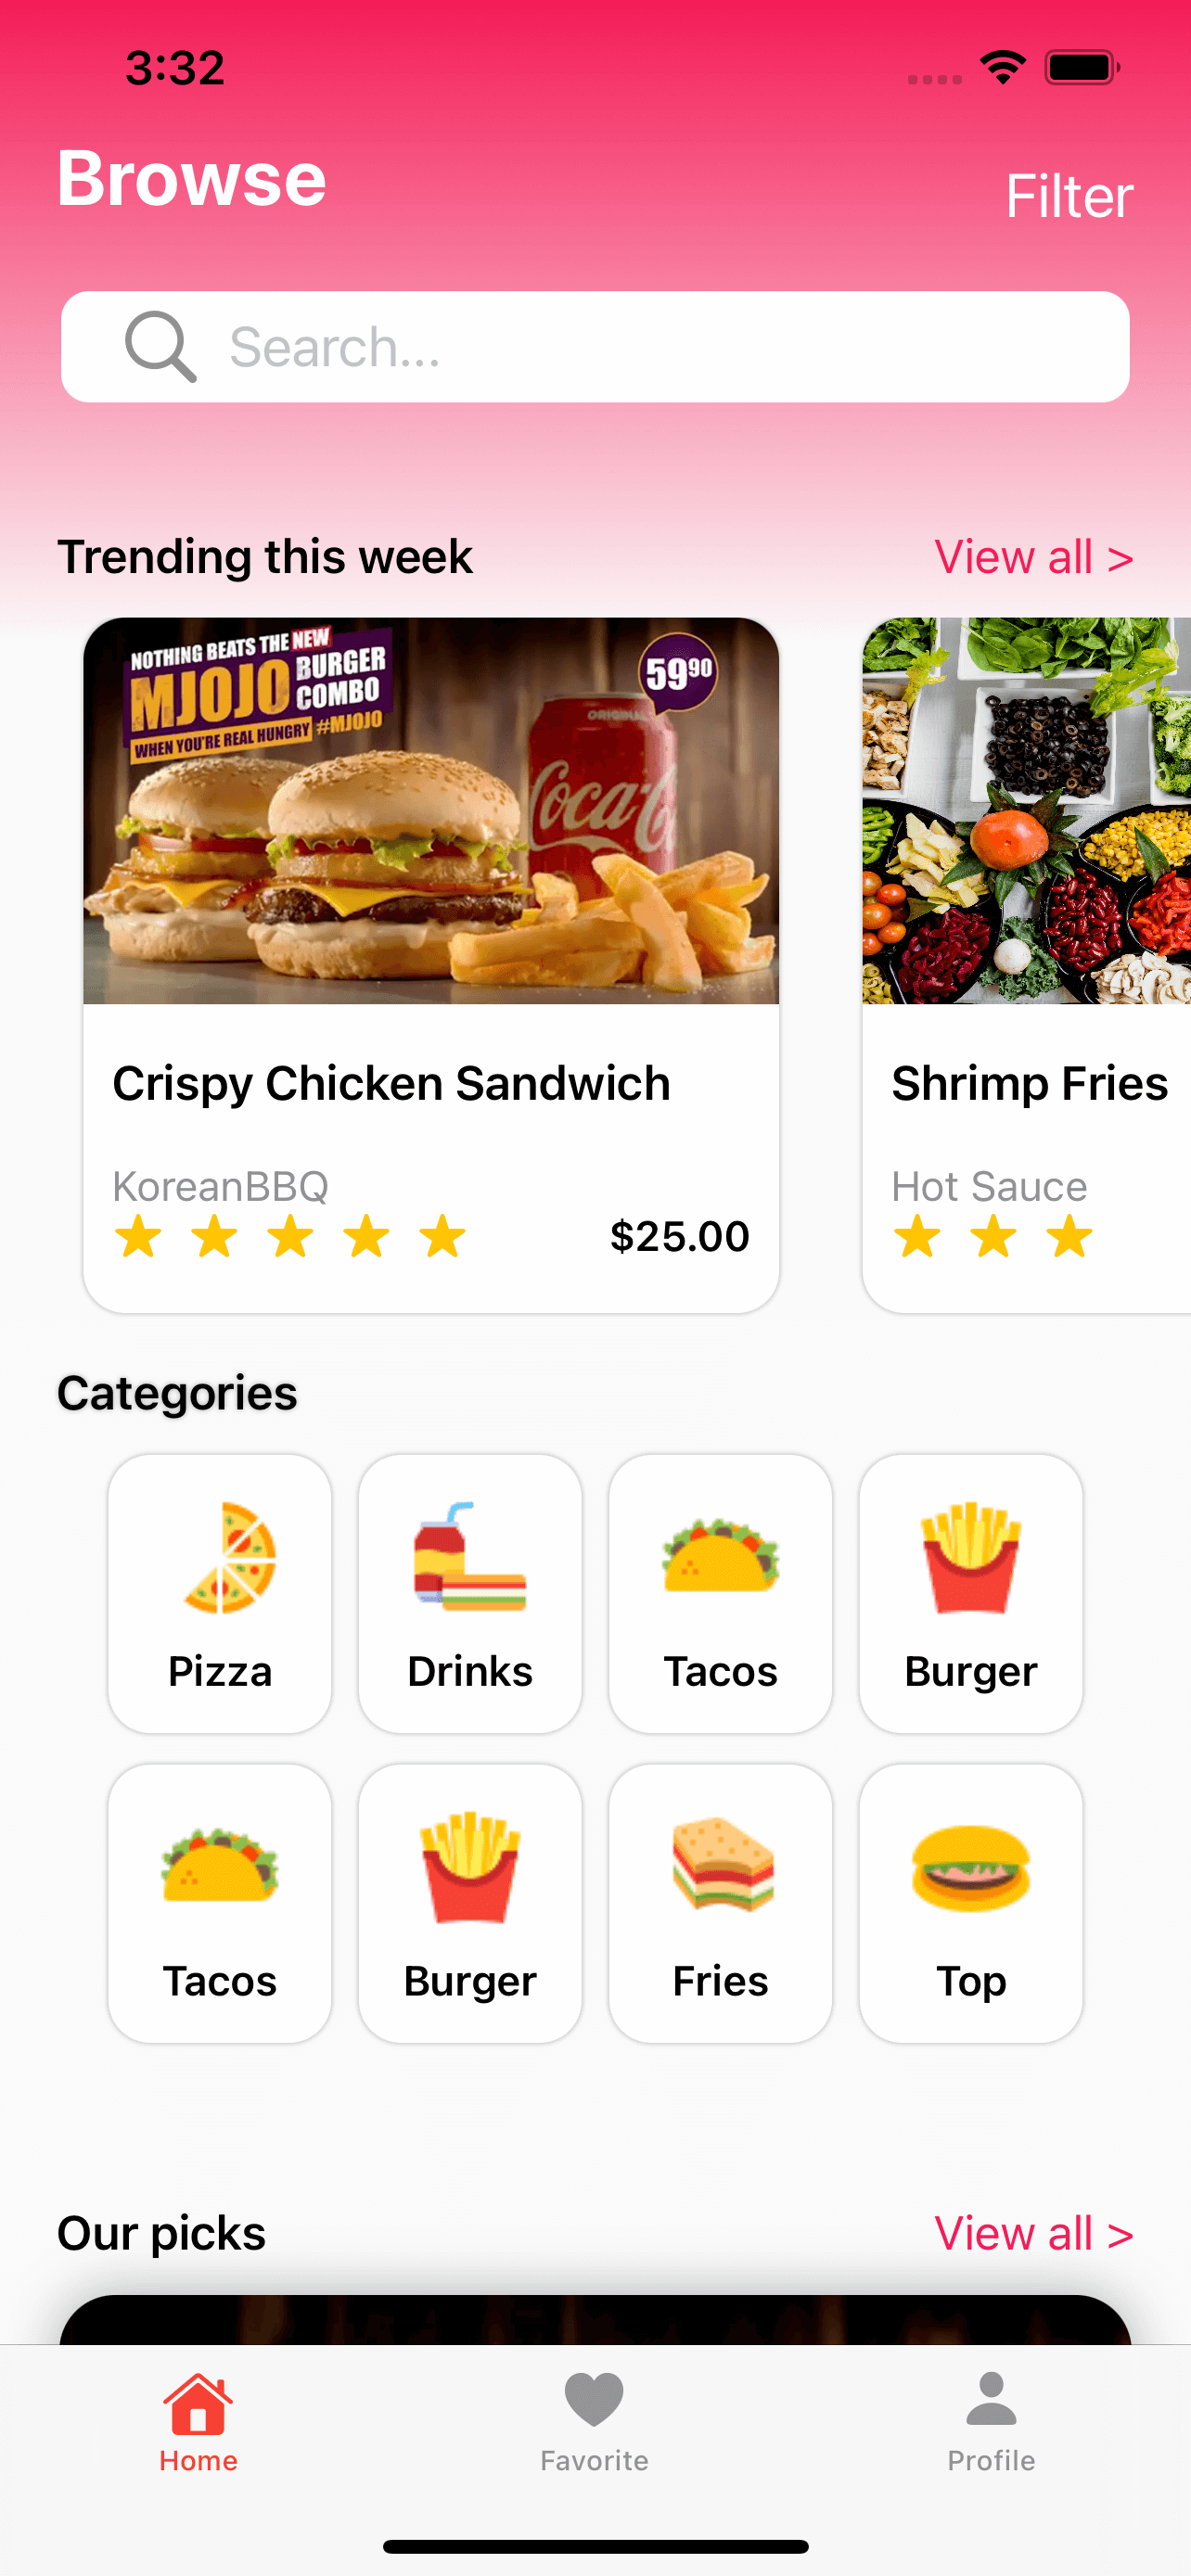 3:32
Browse
Filter
Search...
Trending this week
View all >
NOTHING BEATS THE NEW
MJOJO BURGER COMBO
WHEN YOU'RE REAL HUNGRY #MJOJO
59⁹⁰
ORIGINAL
Coca-C
Crispy Chicken Sandwich
KoreanBBQ
$25.00
Shrimp Fries
Hot Sauce
Categories
Pizza
Drinks
Tacos
Burger
Tacos
Burger
Fries
Top
Our picks
View all >
Home
Favorite
Profile